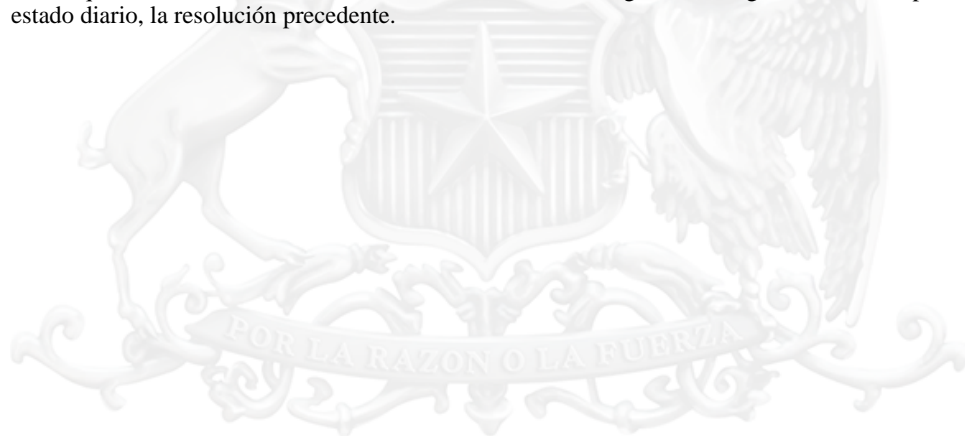 estado diario, la resolución precedente.
POR LA RAZON O LA FUERZA